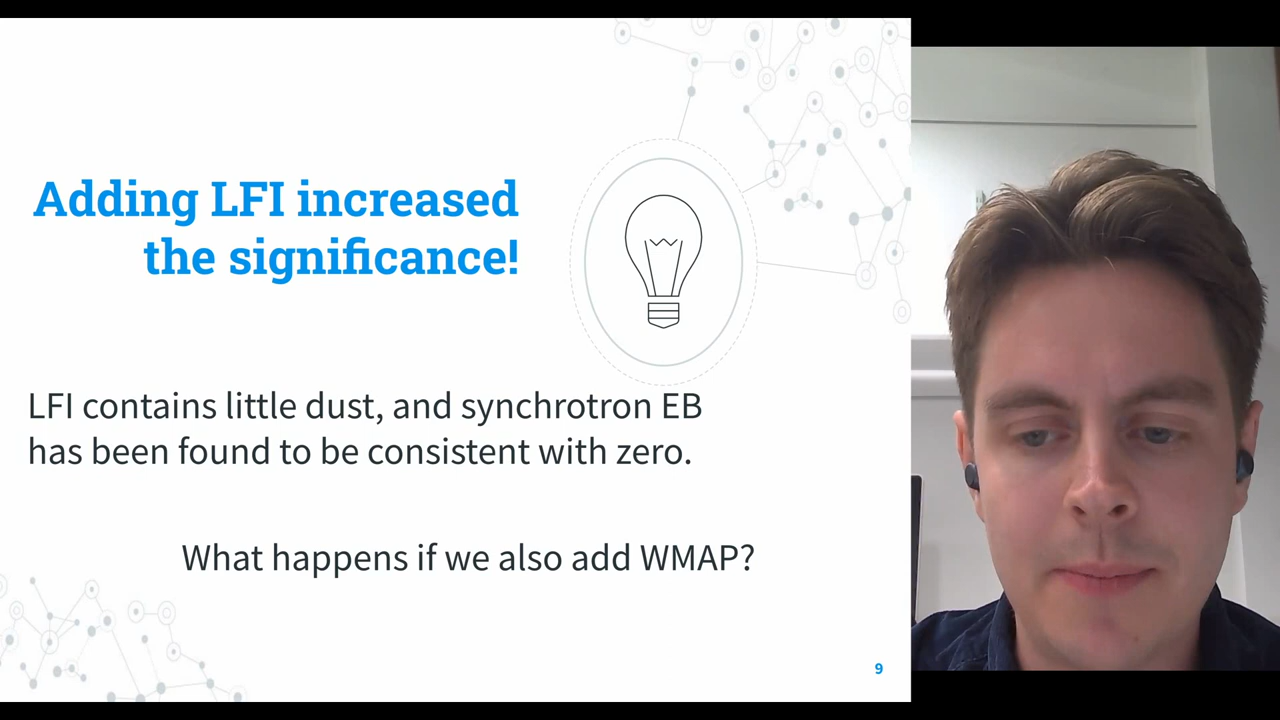 Adding LFI increased
the significance!
LFI contains little dust, and synchrotron EB
has been found to be consistent with zero.
What happens if we also add WMAP?
9